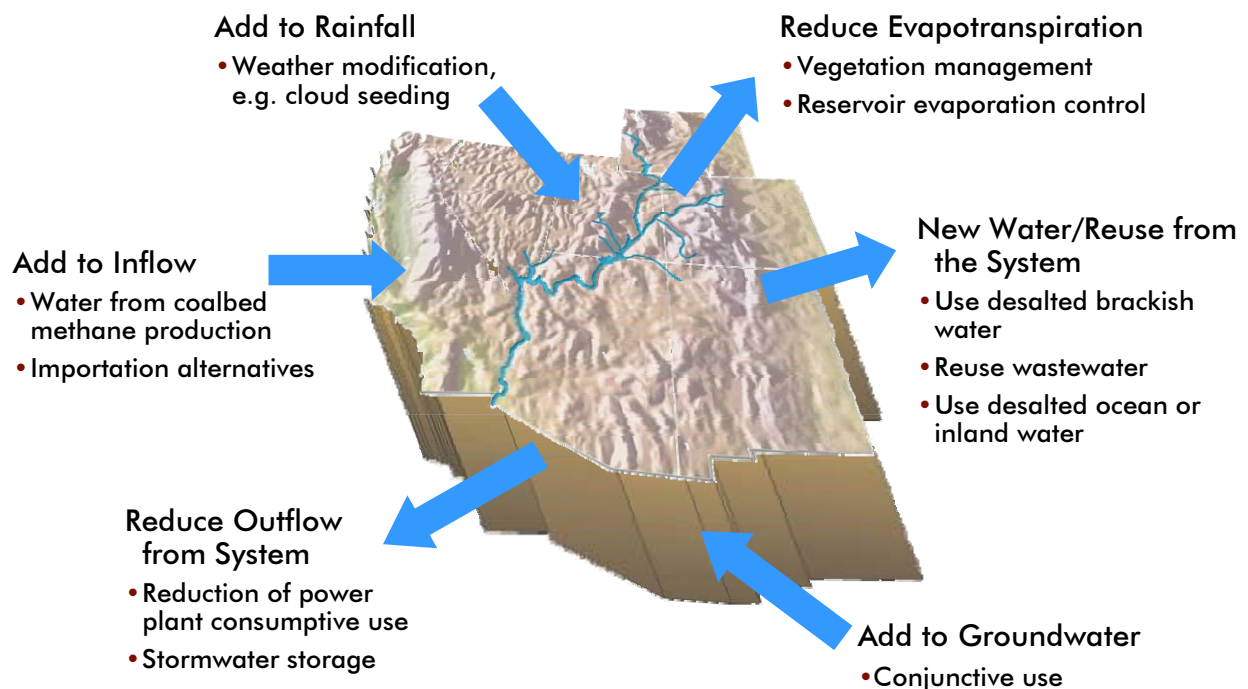 Add to Rainfall
•Weather modification,
e.g. cloud seeding
Reduce Evapotranspiration
•Vegetation management
•Reservoir evaporation control
Add to Inflow
•Water from coalbed
methane production
•Importation alternatives
New Water/Reuse from
the System
•Use desalted brackish
water
•Reuse wastewater
•Use desalted ocean or
inland water
Reduce Outflow
from System
•Reduction of power
plant consumptive use
•Stormwater storage
Add to Groundwater
•Conjunctive use